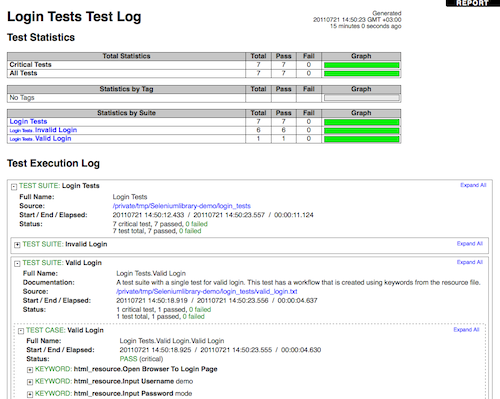 REPORT
Login Tests Test Log
Generated
20110721 14:50:23 GMT +03:00
15 minutes 0 seconds ago
Test Statistics
Total Statistics Total Pass Fail Graph
Critical Tests 7 7 0
All Tests 7 7 0
Statistics by Tag Total Pass Fail Graph
No Tags
Statistics by Suite Total Pass Fail Graph
Login Tests 7 7 0
Login Tests. Invalid Login 6 6 0
Login Tests. Valid Login 1 1 0
Test Execution Log
- TEST SUITE: Login Tests Expand All
Full Name: Login Tests
Source: /private/tmp/Seleniumlibrary-demo/login_tests
Start / End / Elapsed: 20110721 14:50:12.433 / 20110721 14:50:23.557 / 00:00:11.124
Status: 7 critical test, 7 passed, 0 failed
7 test total, 7 passed, 0 failed
+ TEST SUITE: Invalid Login Expand All
- TEST SUITE: Valid Login Expand All
Full Name: Login Tests.Valid Login
Documentation: A test suite with a single test for valid login. This test has a workflow that is created using keywords from the resource file.
Source: /private/tmp/Seleniumlibrary-demo/login_tests/valid_login.txt
Start / End / Elapsed: 20110721 14:50:18.919 / 20110721 14:50:23.556 / 00:00:04.637
Status: 1 critical test, 1 passed, 0 failed
1 test total, 1 passed, 0 failed
- TEST CASE: Valid Login Expand All
Full Name: Login Tests.Valid Login.Valid Login
Start / End / Elapsed: 20110721 14:50:18.925 / 20110721 14:50:23.555 / 00:00:04.630
Status: PASS (critical)
+ KEYWORD: html_resource.Open Browser To Login Page
+ KEYWORD: html_resource.Input Username demo
+ KEYWORD: html_resource.Input Password mode